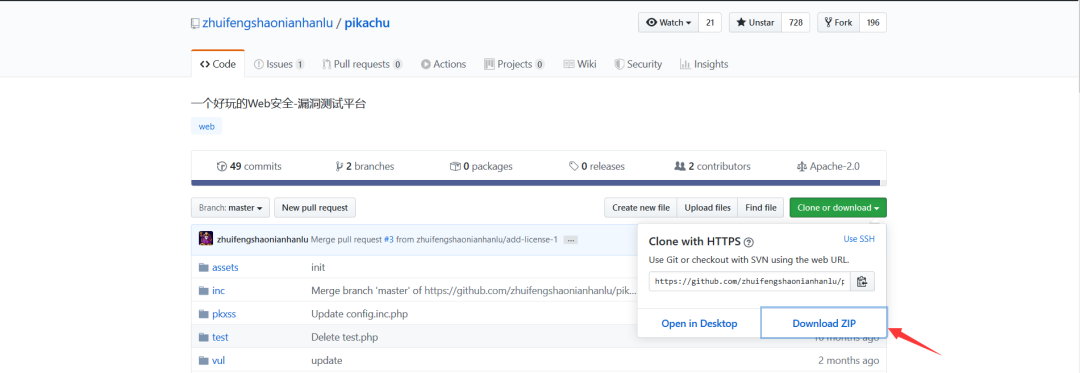 zhuifengshaonianhanlu / pikachu
Watch 21 Unstar 728 Fork 196
Code Issues 1 Pull requests 0 Actions Projects 0 Wiki Security Insights
一个好玩的Web安全-漏洞测试平台
web
49 commits 2 branches 0 packages 0 releases 2 contributors Apache-2.0
Branch: master New pull request Create new file Upload files Find file Clone or download
zhuifengshaonianhanlu Merge pull request #3 from zhuifengshaonianhanlu/add-license-1 ...
Clone with HTTPS Use SSH
Use Git or checkout with SVN using the web URL.
https://github.com/zhuifengshaonianhanlu/p
Open in Desktop Download ZIP
assets init
inc Merge branch 'master' of https://github.com/zhuifengshaonianhanlu/pik...
pkxss Update config.inc.php
test Delete test.php months ago
vul update 2 months ago